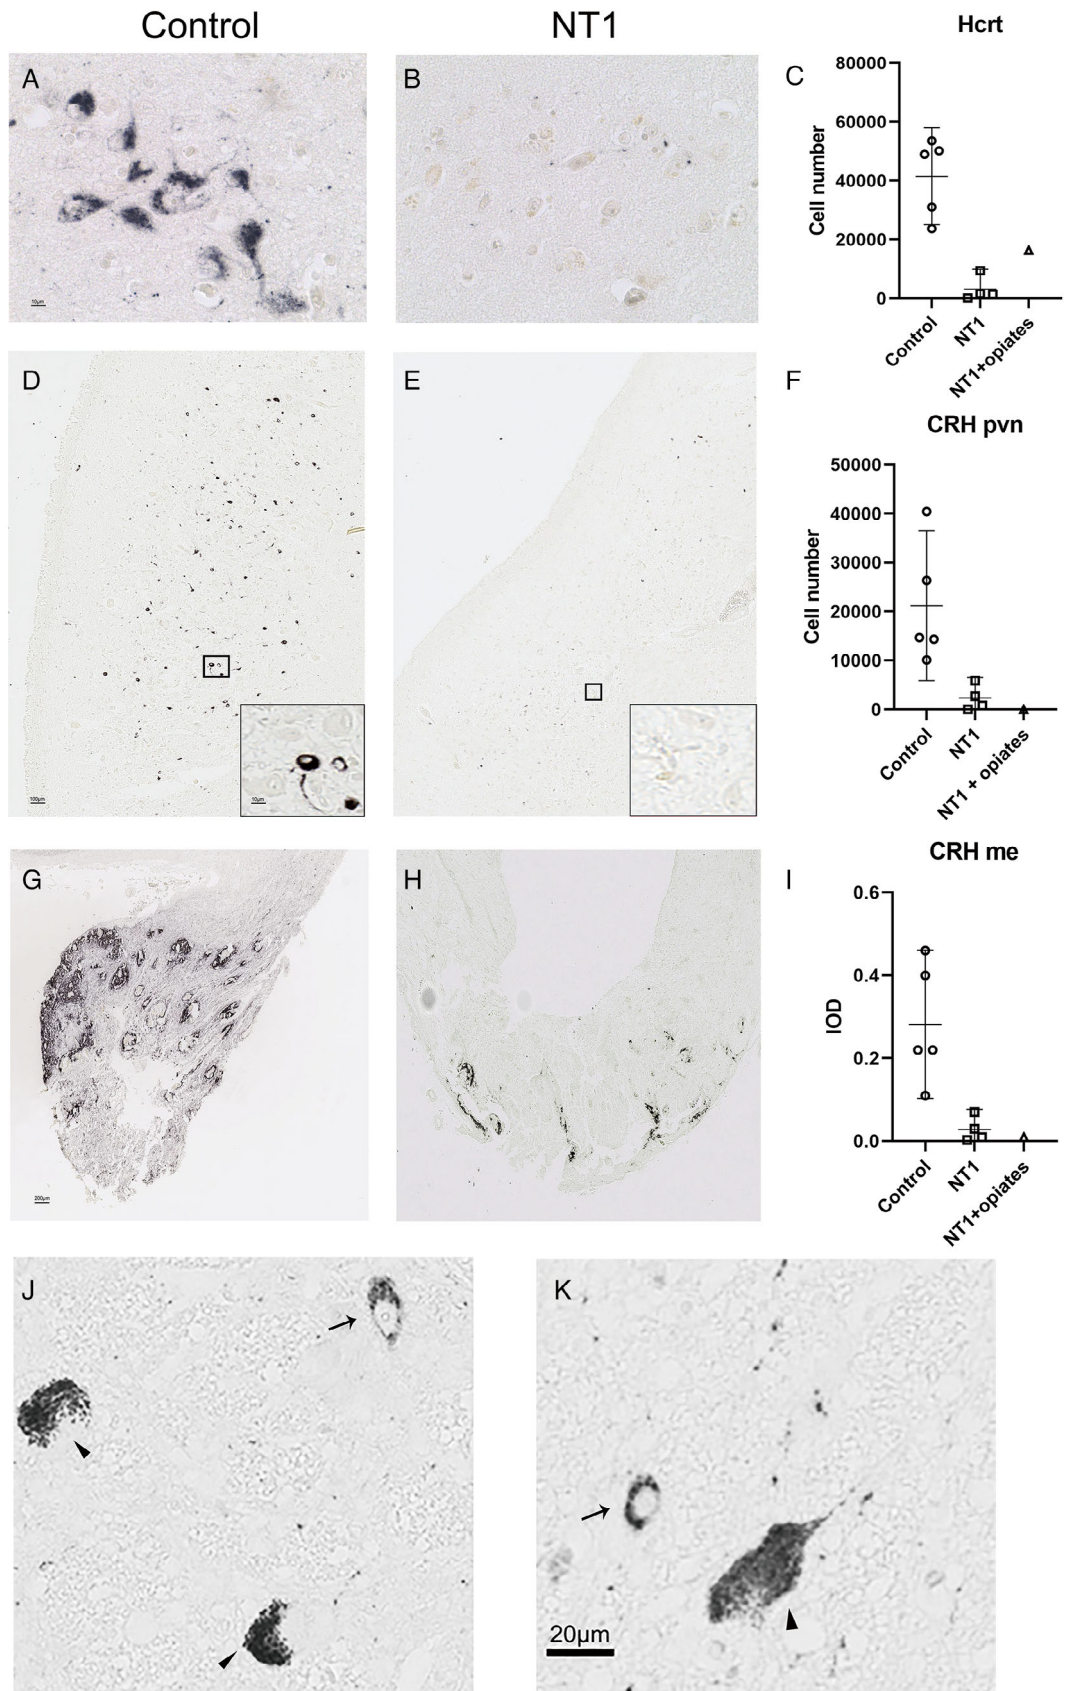 Control
NT1
Hcrt
A
B
C
80000
60000
40000
20000
0
Cell number
Control
NT1
NT1+opiates
10µm
D
E
F
CRH pvn
50000
40000
30000
20000
10000
0
Cell number
Control
NT1
NT1 + opiates
100µm
10µm
CRH me
G
H
I
0.6
0.4
0.2
0.0
IOD
Control
NT1
NT1+opiates
200µm
J
K
20µm